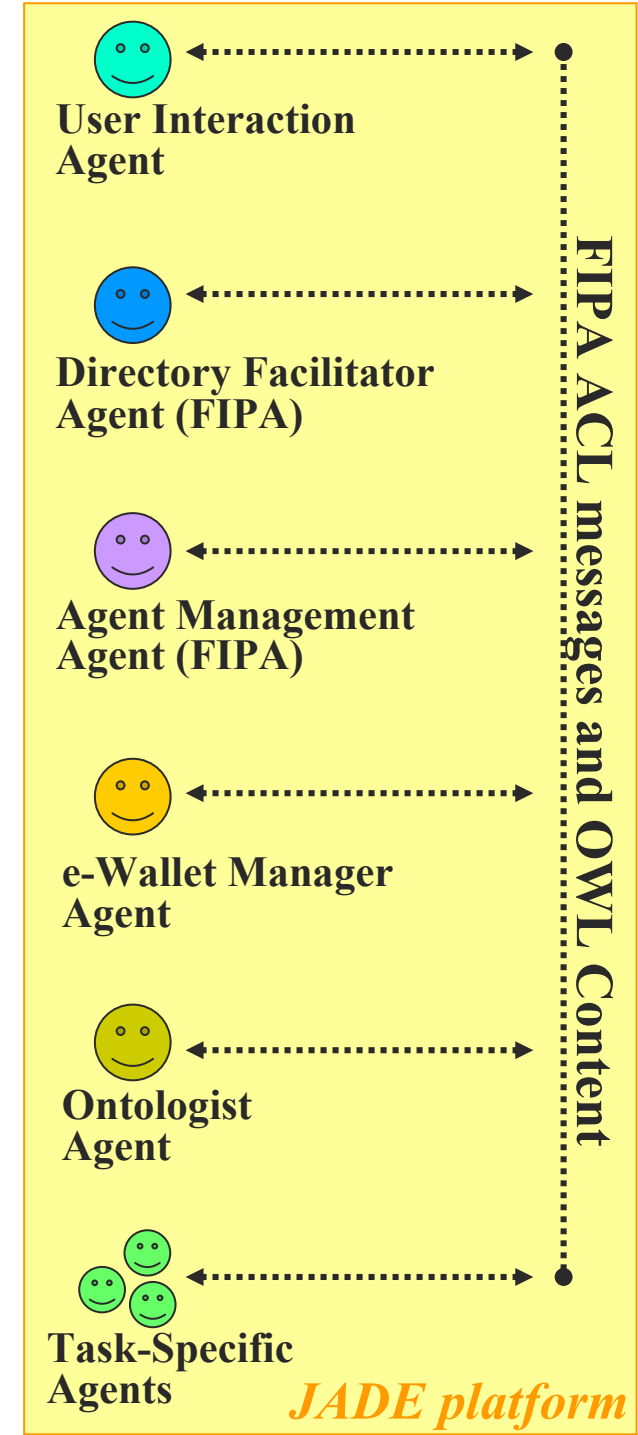 User Interaction
Agent
Directory Facilitator
Agent (FIPA)
Agent Management
Agent (FIPA)
e-Wallet Manager
Agent
Ontologist
Agent
Task-Specific
Agents
FIPA ACL messages and OWL Content
JADE platform